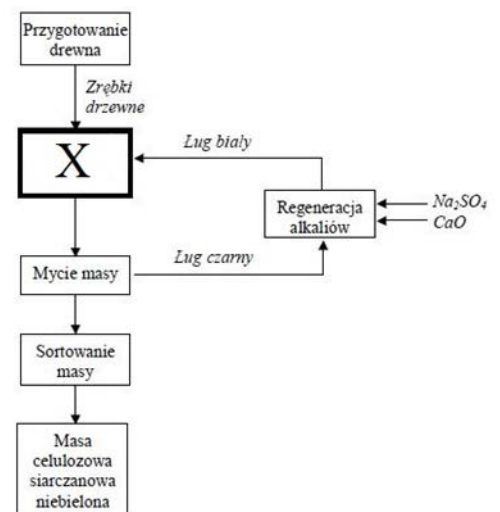 Przygotowanie
drewna
Zrębki
drzewne
X
Ług biały
Regeneracja
alkaliów
Na₂SO₄
CaO
Mycie masy
Ług czarny
Sortowanie
masy
Masa
celulozowa
siarczanowa
niebielona